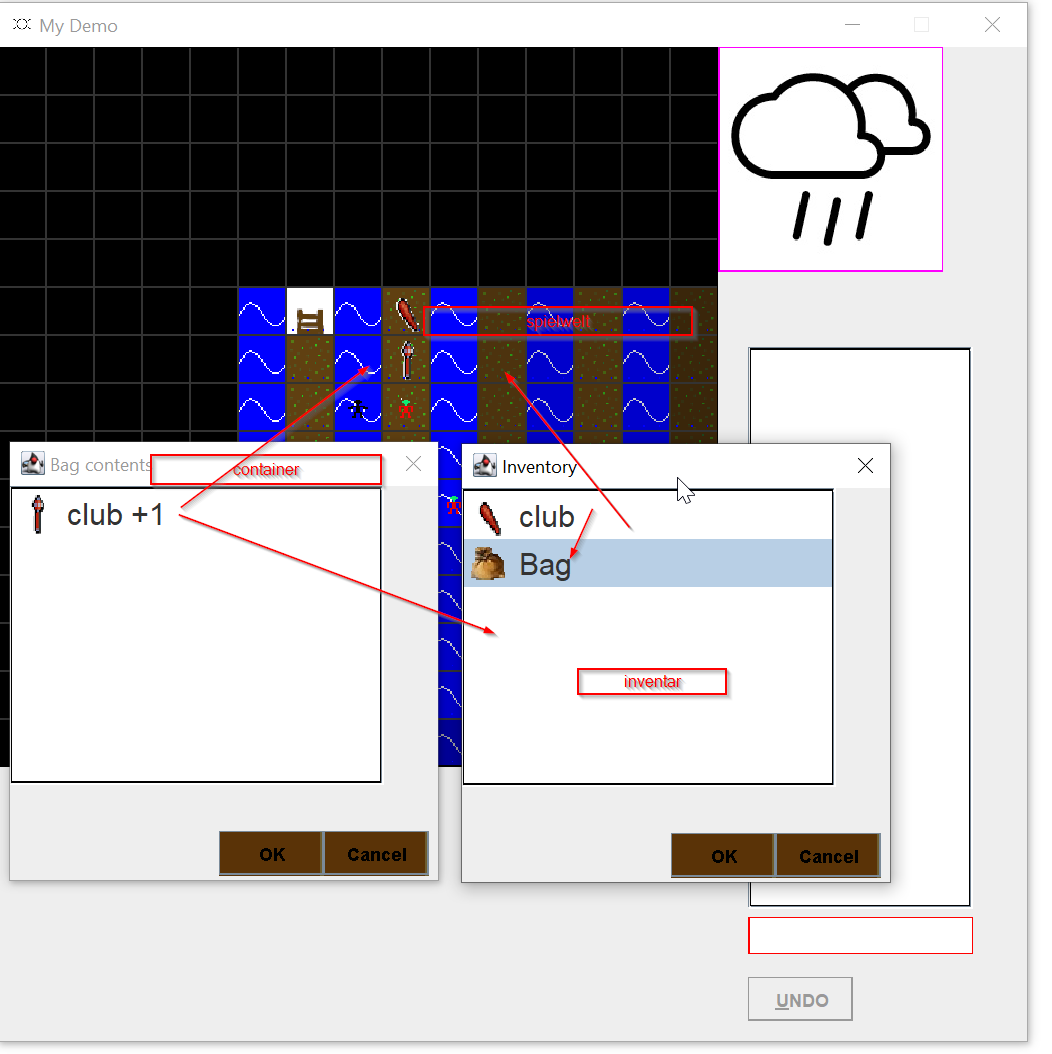 My Demo
spielwelt
Bag contents
container
Inventory
club +1
club
Bag
inventar
OK
Cancel
OK
Cancel
UNDO